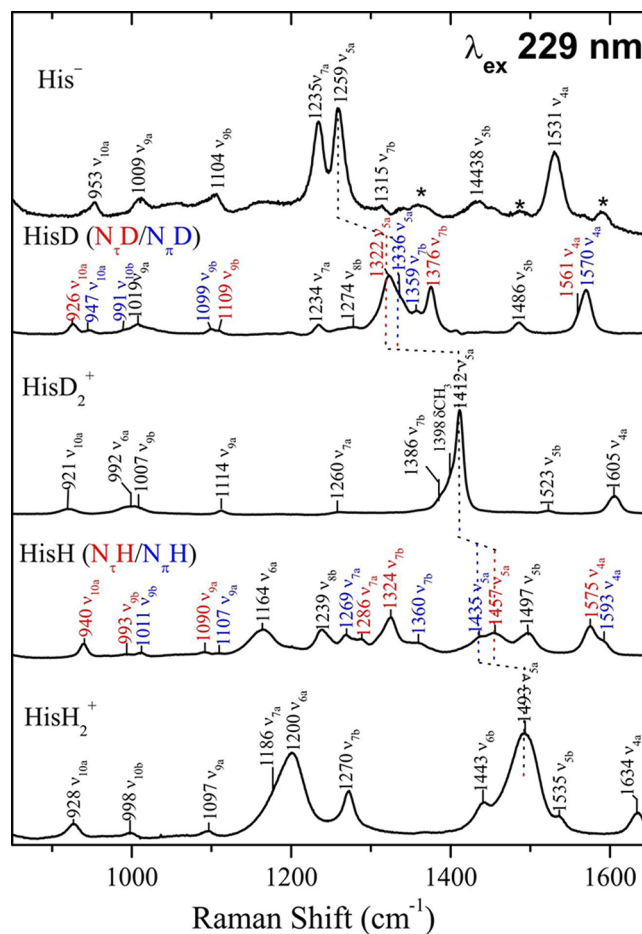 λex 229 nm
His⁻
953 ν10a
1009 ν9a
1104 ν9b
1235ν7a
1259 ν5a
1315 ν7b
*
14438 ν5b
*
1531 ν4a
*
HisD (NτD/NπD)
926 ν10a
947 ν10a
991 ν10b
1019 ν9a
1099 ν9b
1109 ν9b
1234 ν7a
1274 ν8b
1322 ν5a
1336 ν5a
1359 ν7b
1376 ν7b
1486 ν5b
1561 ν4a
1570 ν4a
HisD2+
921 ν10a
992 ν6a
1007 ν9b
1114 ν9a
1260 ν7a
1386 ν7b
1398 δCH3
1412 ν5a
1523 ν5b
1605 ν4a
HisH (NτH/NπH)
940 ν10a
993 ν9b
1011 ν9b
1090 ν9a
1107 ν9a
1164 ν6a
1239 ν8b
1269 ν7a
1286 ν7a
1324 ν7b
1360 ν7b
1435 ν5a
1457 ν5a
1497 ν5b
1575 ν4a
1593 ν4a
HisH2+
928 ν10a
998 ν10b
1097 ν9a
1186 ν7a
1200 ν6a
1270 ν7b
1443 ν6b
1493 ν5a
1535 ν5b
1634 ν4a
1000 1200 1400 1600
Raman Shift (cm⁻¹)